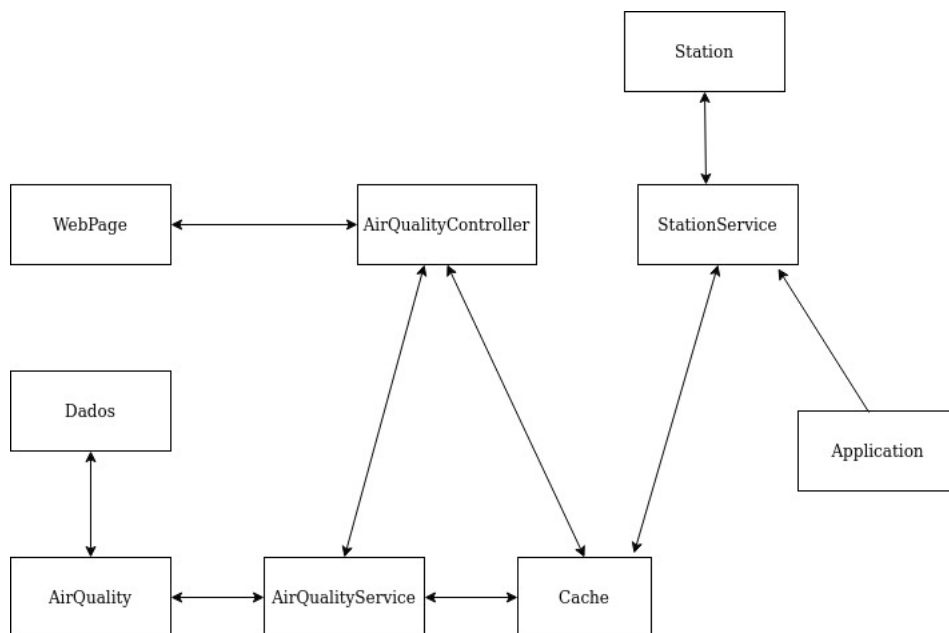 Station
WebPage
AirQualityController
StationService
Dados
Application
AirQuality
AirQualityService
Cache